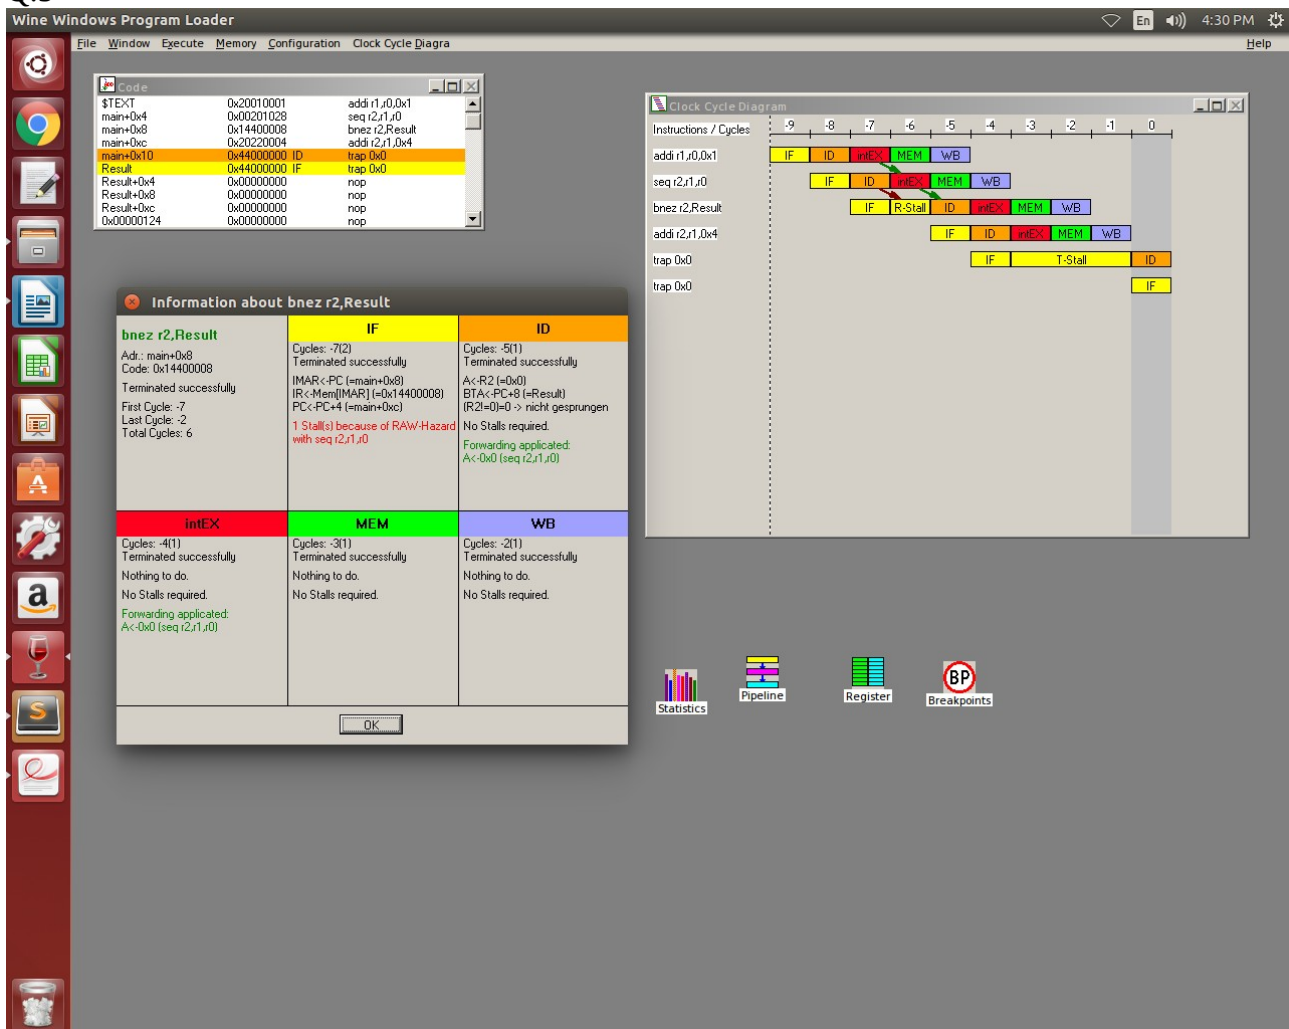 Q.5
Wine Windows Program Loader
En
4:30 PM
File Window Execute Memory Configuration Clock Cycle Diagra
Help
Code
$TEXT 0x20010001 addi r1,r0,0x1
main+0x4 0x00201028 seq r2,r1,r0
main+0x8 0x14400008 bnez r2,Result
main+0xc 0x20220004 addi r2,r1,0x4
main+0x10 0x44000000 ID trap 0x0
Result 0x44000000 IF trap 0x0
Result+0x4 0x00000000 nop
Result+0x8 0x00000000 nop
Result+0xc 0x00000000 nop
0x00000124 0x00000000 nop
Clock Cycle Diagram
Instructions / Cycles -9 -8 -7 -6 -5 -4 -3 -2 -1 0
addi r1,r0,0x1 IF ID intEX MEM WB
seq r2,r1,r0 IF ID intEX MEM WB
bnez r2,Result IF R-Stall ID intEX MEM WB
addi r2,r1,0x4 IF ID intEX MEM WB
trap 0x0 IF T-Stall ID
trap 0x0 IF
Information about bnez r2,Result
bnez r2,Result
Adr.: main+0x8
Code: 0x14400008
Terminated successfully
First Cycle: -7
Last Cycle: -2
Total Cycles: 6
IF
Cycles: -7(2)
Terminated successfully
IMAR<-PC (=main+0x8)
IR<-Mem[IMAR] (=0x14400008)
PC<-PC+4 (=main+0xc)
1 Stall(s) because of RAW-Hazard
with seq r2,r1,r0
ID
Cycles: -5(1)
Terminated successfully
A<-R2 (=0x0)
BTA<-PC+8 (=Result)
(R2!=0)=0 -> nicht gesprungen
No Stalls required.
Forwarding applicated:
A<-0x0 (seq r2,r1,r0)
intEX
Cycles: -4(1)
Terminated successfully
Nothing to do.
No Stalls required.
Forwarding applicated:
A<-0x0 (seq r2,r1,r0)
MEM
Cycles: -3(1)
Terminated successfully
Nothing to do.
No Stalls required.
WB
Cycles: -2(1)
Terminated successfully
Nothing to do.
No Stalls required.
OK
Statistics
Pipeline
Register
BP
Breakpoints